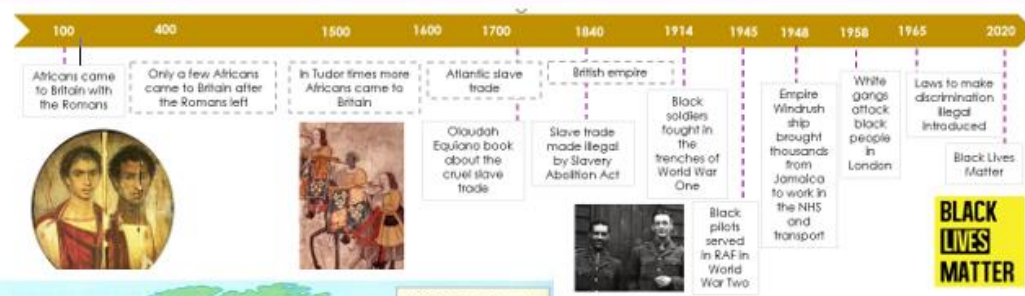 100 400 1500 1600 1700 1840 1914 1945 1948 1958 1965 2020
Africans came
to Britain with
the Romans
Only a few Africans
came to Britain after
the Romans left
In Tudor times more
Africans came to
Britain
Atlantic slave
trade
Olaudah
Equiano book
about the
cruel slave
trade
British empire
Slave trade
made illegal
by Slavery
Abolition Act
Black
soldiers
fought in
the
trenches of
World War
One
Black
pilots
served
in RAF in
World
War Two
Empire
Windrush
ship
brought
thousands
from
Jamaica
to work in
the NHS
and
transport
White
gangs
attack
black
people
in
London
Laws to make
discrimination
illegal
introduced
Black Lives
Matter
BLACK
LIVES
MATTER